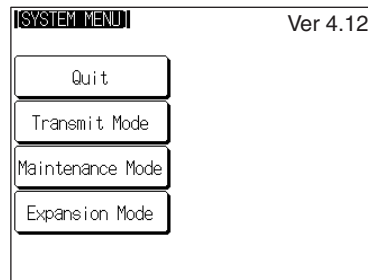 [SYSTEM MENU]
Ver 4.12
Quit
Transmit Mode
Maintenance Mode
Expansion Mode